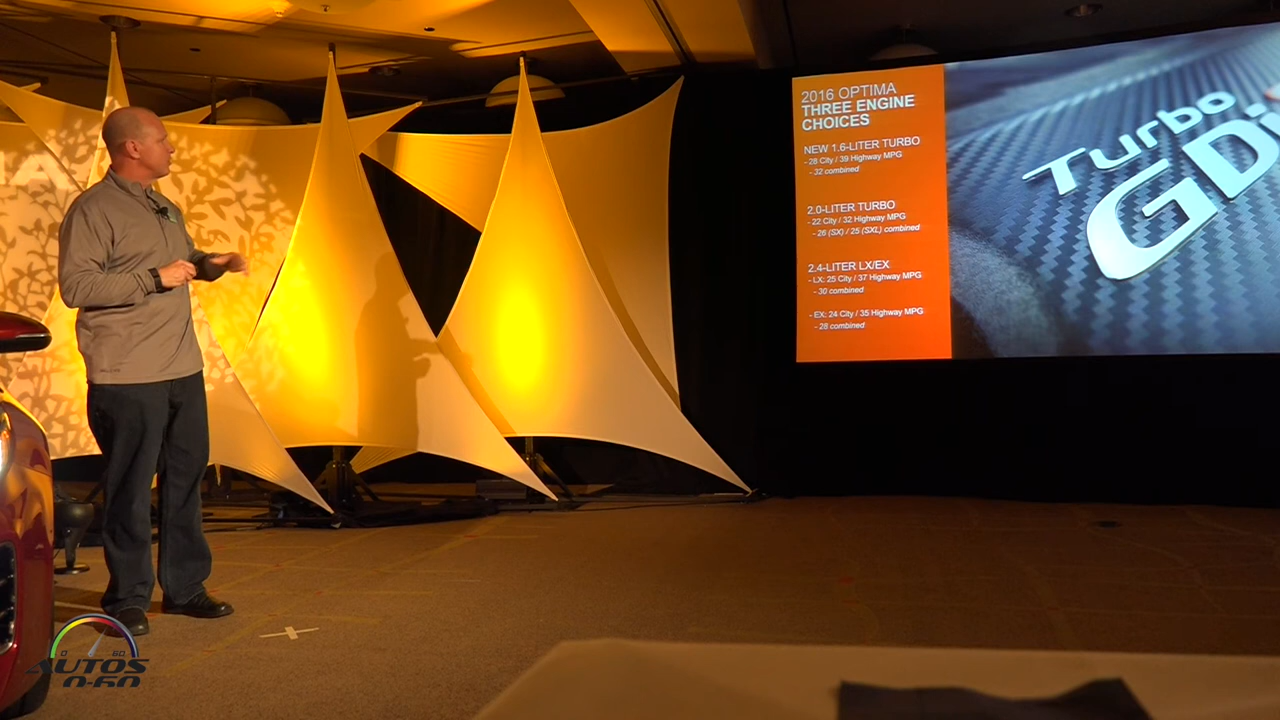 2016 OPTIMA
THREE ENGINE
CHOICES
NEW 1.6-LITER TURBO
- 28 City / 39 Highway MPG
- 32 combined
2.0-LITER TURBO
- 22 City / 32 Highway MPG
- 26 (SX) / 25 (SXL) combined
2.4-LITER LX/EX
- LX: 25 City / 37 Highway MPG
- 30 combined
- EX: 24 City / 35 Highway MPG
- 28 combined
Turbo
GDi
0 60
AUTOS
0-60